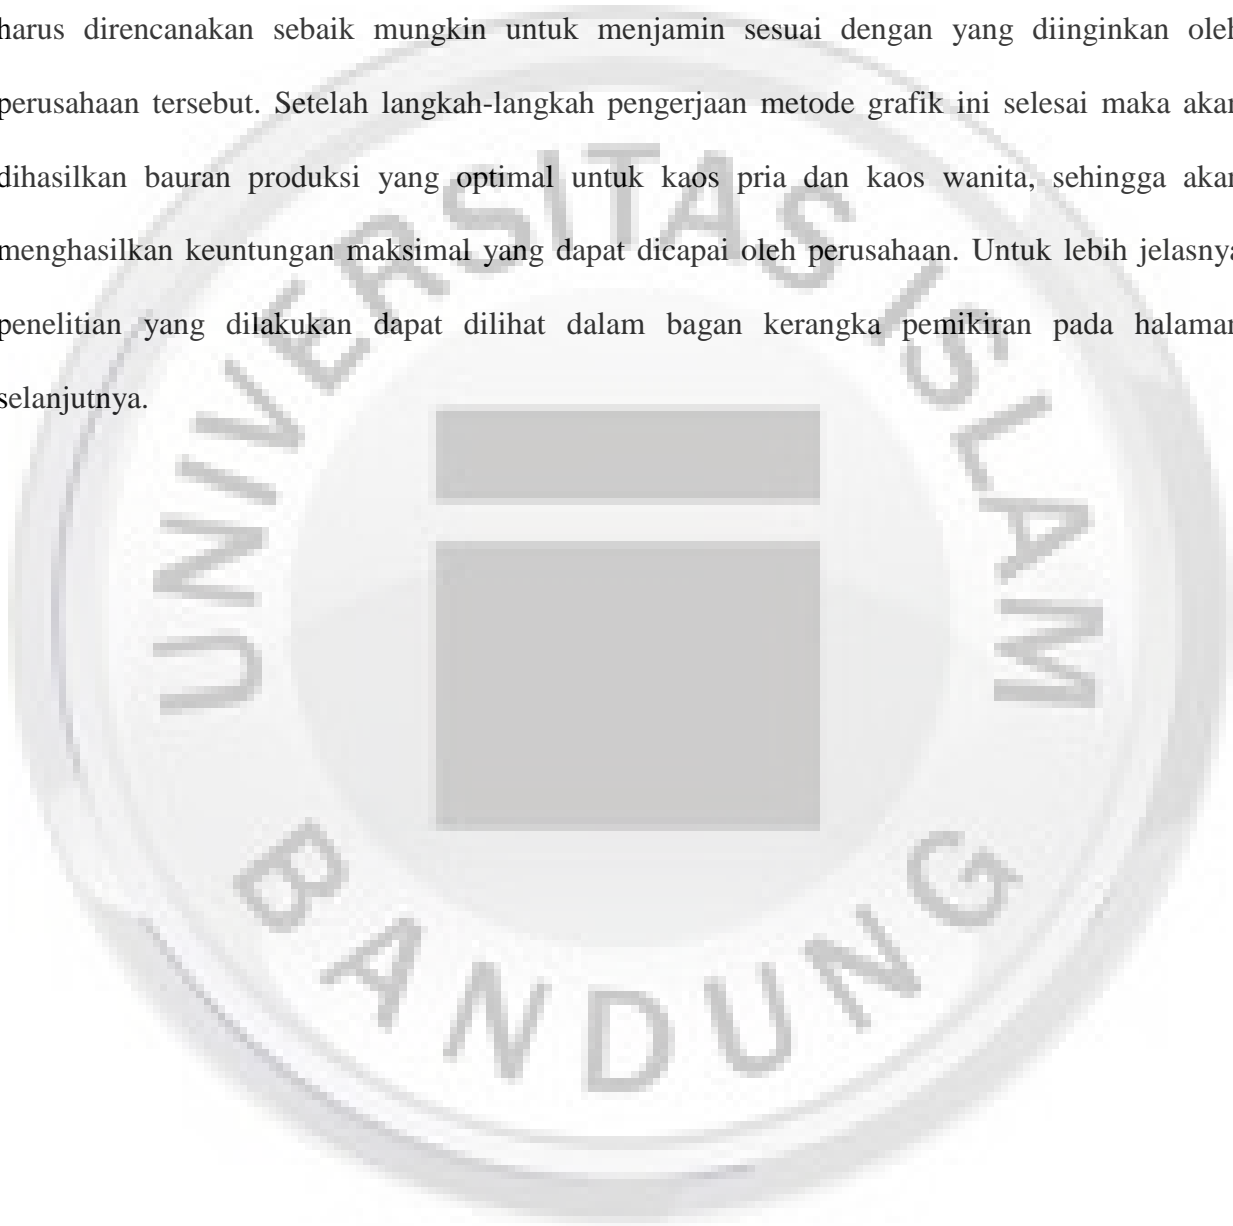 harus direncanakan sebaik mungkin untuk menjamin sesuai dengan yang diinginkan oleh
perusahaan tersebut. Setelah langkah-langkah pengerjaan metode grafik ini selesai maka akan
dihasilkan bauran produksi yang optimal untuk kaos pria dan kaos wanita, sehingga akan
menghasilkan keuntungan maksimal yang dapat dicapai oleh perusahaan. Untuk lebih jelasnya
penelitian yang dilakukan dapat dilihat dalam bagan kerangka pemikiran pada halaman
selanjutnya.
UNIVERSITAS ISLAM
BANDUNG